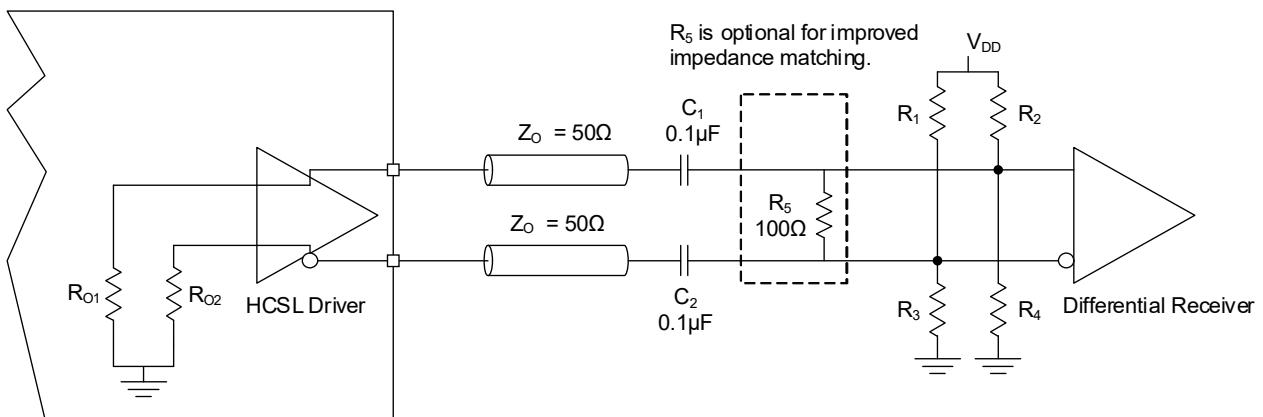 R5 is optional for improved
impedance matching.
VDD
C1
0.1µF
R1
R2
ZO = 50Ω
R5
100Ω
ZO = 50Ω
RO1
RO2
HCSL Driver
C2
0.1µF
R3
R4
Differential Receiver